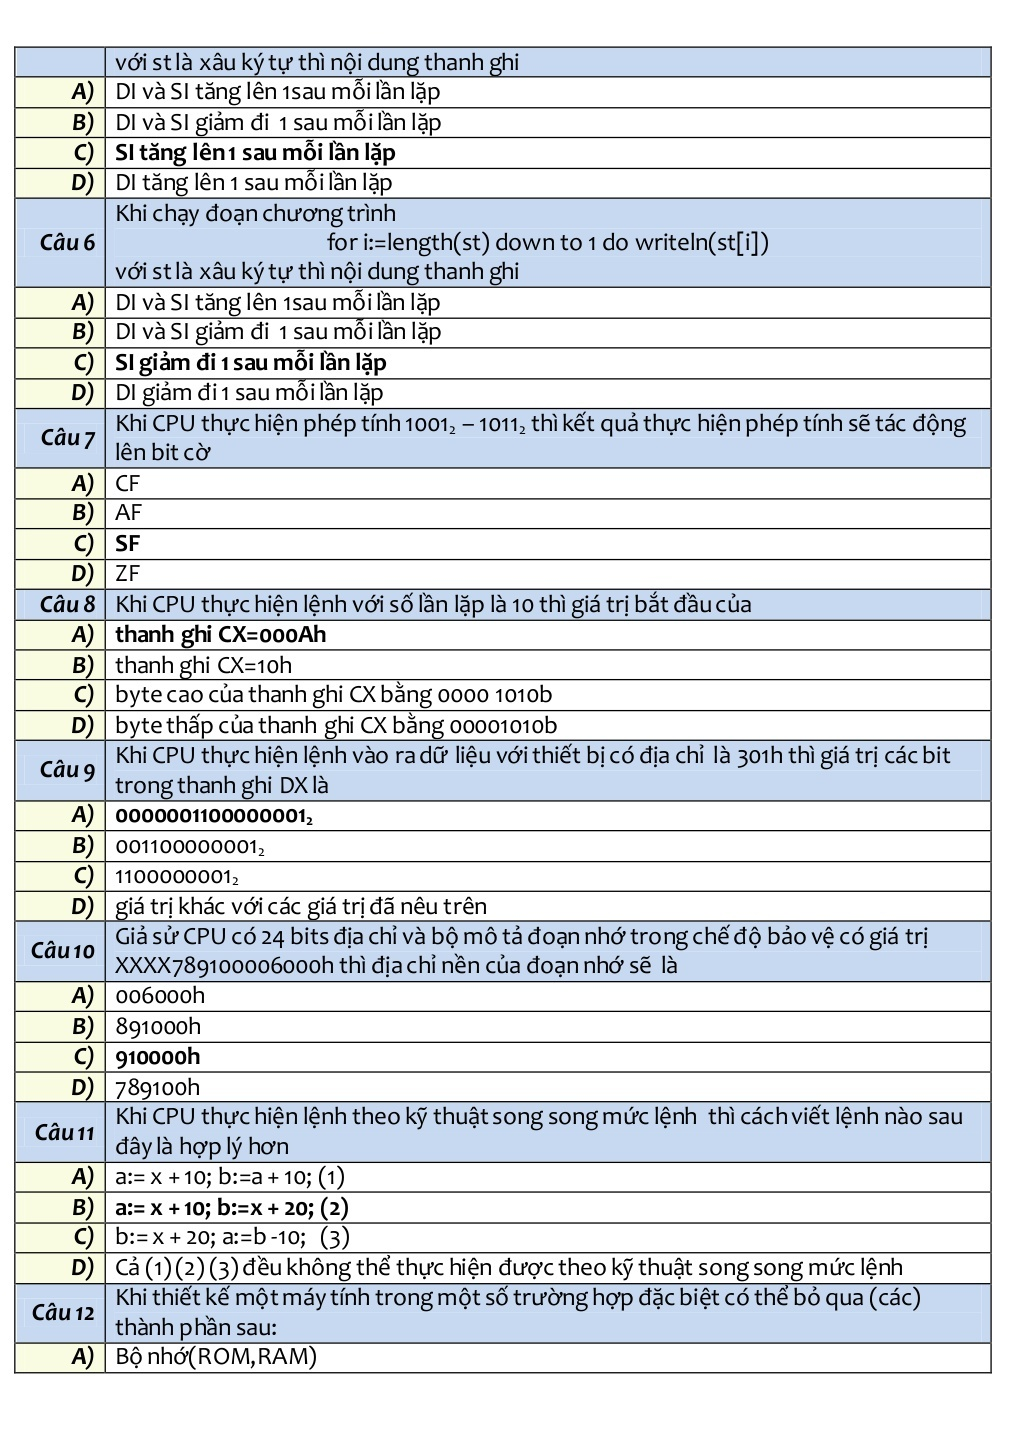 với st là xâu ký tự thì nội dung thanh ghi
A) DI và SI tăng lên 1sau mỗi lần lặp
B) DI và SI giảm đi 1 sau mỗi lần lặp
C) SI tăng lên 1 sau mỗi lần lặp
D) DI tăng lên 1 sau mỗi lần lặp
Khi chạy đoạn chương trình
Câu 6 for i:=length(st) down to 1 do writeln(st[i])
với st là xâu ký tự thì nội dung thanh ghi
A) DI và SI tăng lên 1sau mỗi lần lặp
B) DI và SI giảm đi 1 sau mỗi lần lặp
C) SI giảm đi 1 sau mỗi lần lặp
D) DI giảm đi 1 sau mỗi lần lặp
Câu 7 Khi CPU thực hiện phép tính 1001₂ – 1011₂ thì kết quả thực hiện phép tính sẽ tác động
lên bit cờ
A) CF
B) AF
C) SF
D) ZF
Câu 8 Khi CPU thực hiện lệnh với số lần lặp là 10 thì giá trị bắt đầu của
A) thanh ghi CX=000Ah
B) thanh ghi CX=10h
C) byte cao của thanh ghi CX bằng 0000 1010b
D) byte thấp của thanh ghi CX bằng 00001010b
Câu 9 Khi CPU thực hiện lệnh vào ra dữ liệu với thiết bị có địa chỉ là 301h thì giá trị các bit
trong thanh ghi DX là
A) 0000001100000001₂
B) 001100000001₂
C) 1100000001₂
D) giá trị khác với các giá trị đã nêu trên
Câu 10 Giả sử CPU có 24 bits địa chỉ và bộ mô tả đoạn nhớ trong chế độ bảo vệ có giá trị
XXXX789100006000h thì địa chỉ nền của đoạn nhớ sẽ là
A) 006000h
B) 891000h
C) 910000h
D) 789100h
Câu 11 Khi CPU thực hiện lệnh theo kỹ thuật song song mức lệnh thì cách viết lệnh nào sau
đây là hợp lý hơn
A) a:= x + 10; b:=a + 10; (1)
B) a:= x + 10; b:=x + 20; (2)
C) b:= x + 20; a:=b -10; (3)
D) Cả (1) (2) (3) đều không thể thực hiện được theo kỹ thuật song song mức lệnh
Câu 12 Khi thiết kế một máy tính trong một số trường hợp đặc biệt có thể bỏ qua (các)
thành phần sau:
A) Bộ nhớ(ROM,RAM)